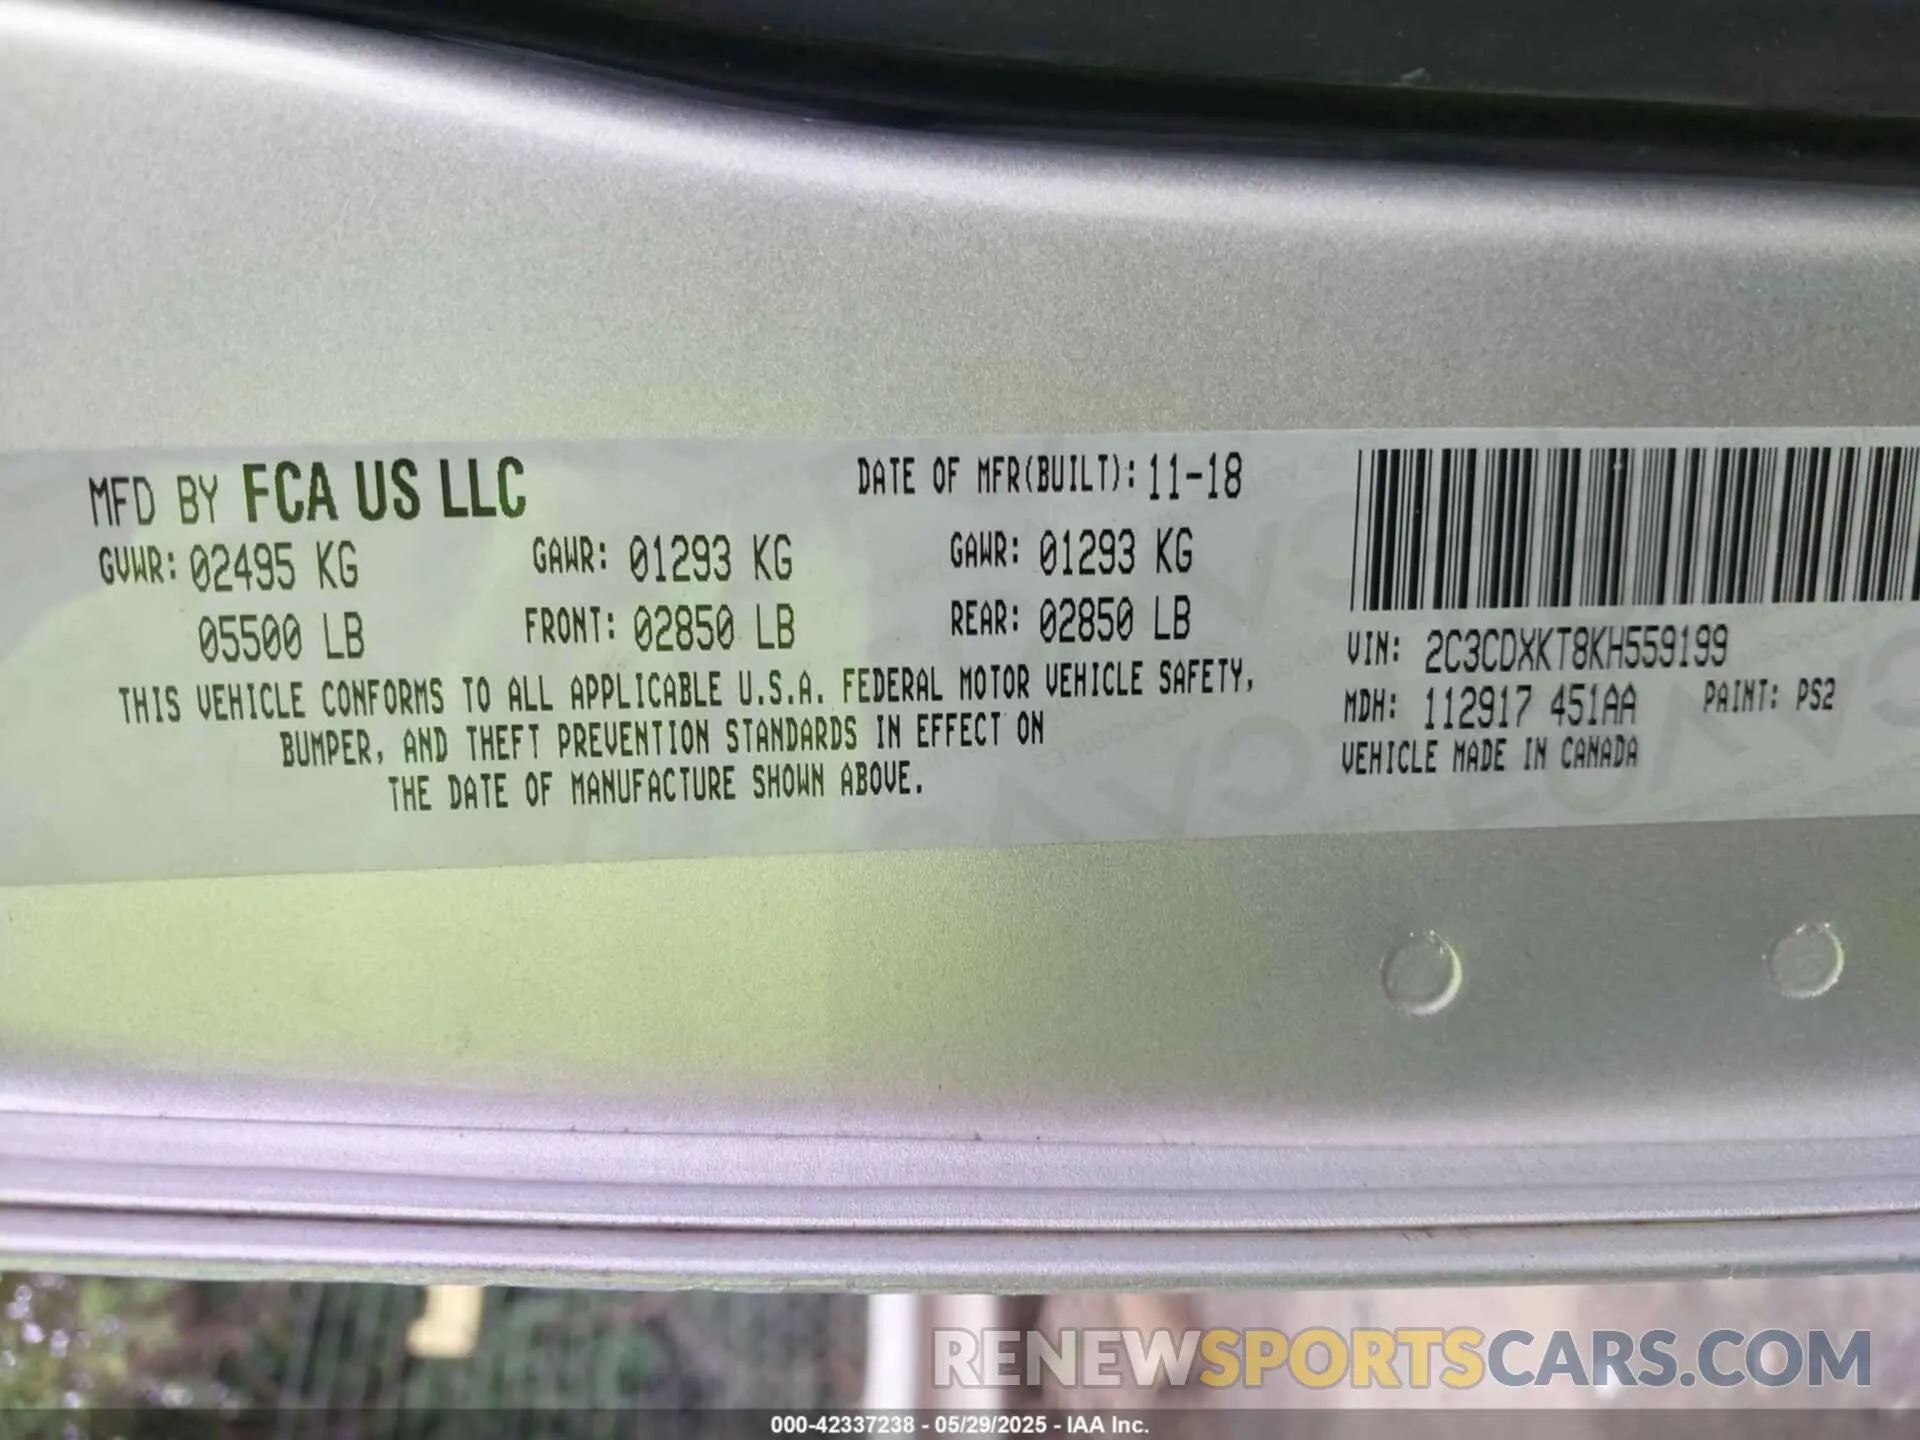 MFD BY FCA US LLC
DATE OF MFR(BUILT): 11-18
GVWR: 02495 KG
GAWR: 01293 KG
GAWR: 01293 KG
05500 LB
FRONT: 02850 LB
REAR: 02850 LB
THIS VEHICLE CONFORMS TO ALL APPLICABLE U.S.A. FEDERAL MOTOR VEHICLE SAFETY,
BUMPER, AND THEFT PREVENTION STANDARDS IN EFFECT ON
THE DATE OF MANUFACTURE SHOWN ABOVE.
VIN: 2C3CDXKT8KH559199
MDH: 112917 451AA PAINT: PS2
VEHICLE MADE IN CANADA
RENEWSPORTSCARS.COM
000-42337238 - 05/29/2025 - IAA Inc.